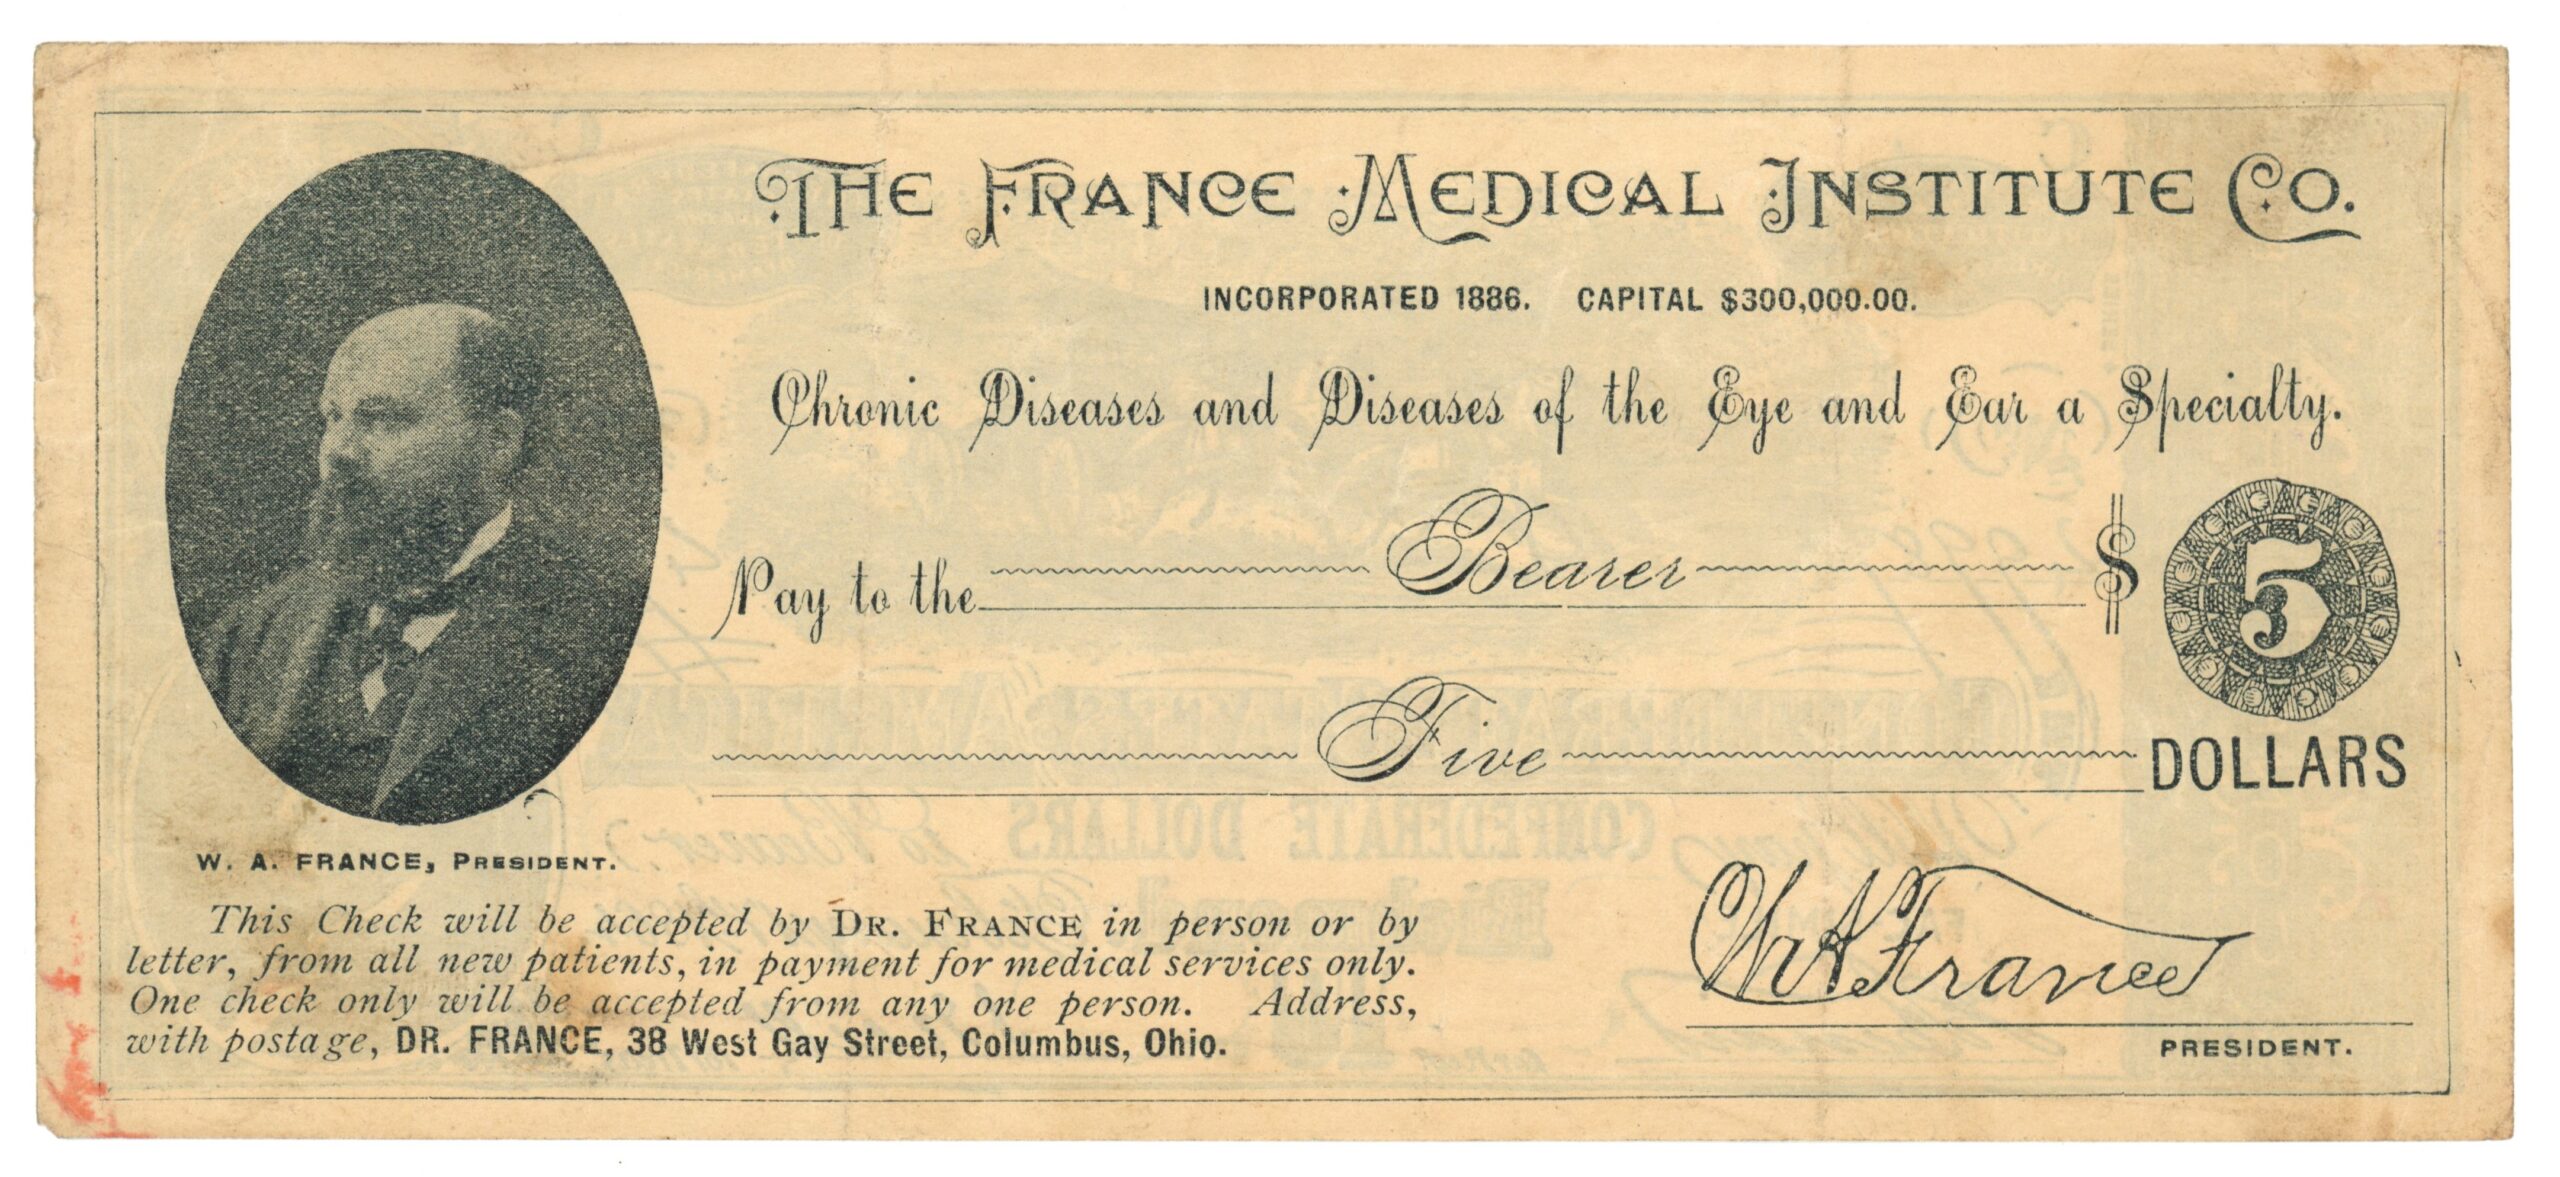 THE FRANCE MEDICAL INSTITUTE CO.
INCORPORATED 1886. CAPITAL $300,000.00.
Chronic Diseases and Diseases of the Eye and Ear a Specialty.
Pay to the Bearer $5
Five DOLLARS
CONFEDERATE DOLLARS
W. A. FRANCE, PRESIDENT.
This Check will be accepted by DR. FRANCE in person or by
letter, from all new patients, in payment for medical services only.
One check only will be accepted from any one person. Address,
with postage, DR. FRANCE, 38 West Gay Street, Columbus, Ohio.
W A France
PRESIDENT.